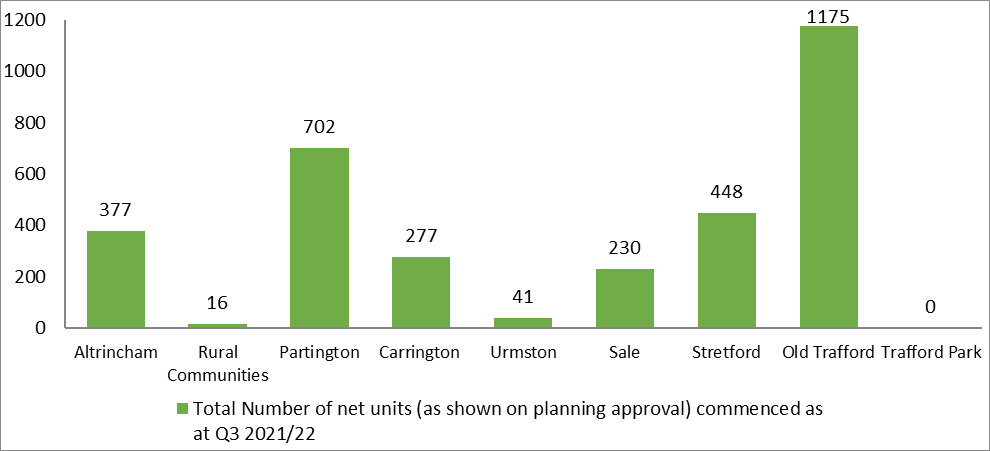 1200
1000
800
600
400
200
0
377
16
702
277
41
230
448
1175
0
Altrincham
Rural
Communities
Partington
Carrington
Urmston
Sale
Stretford
Old Trafford
Trafford Park
Total Number of net units (as shown on planning approval) commenced as
at Q3 2021/22